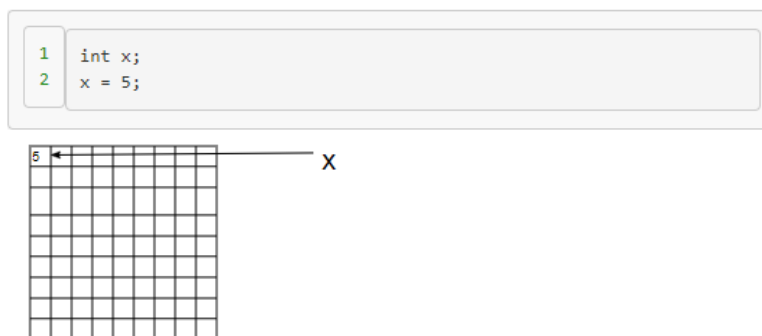 1 int x;
2 x = 5;
5 x